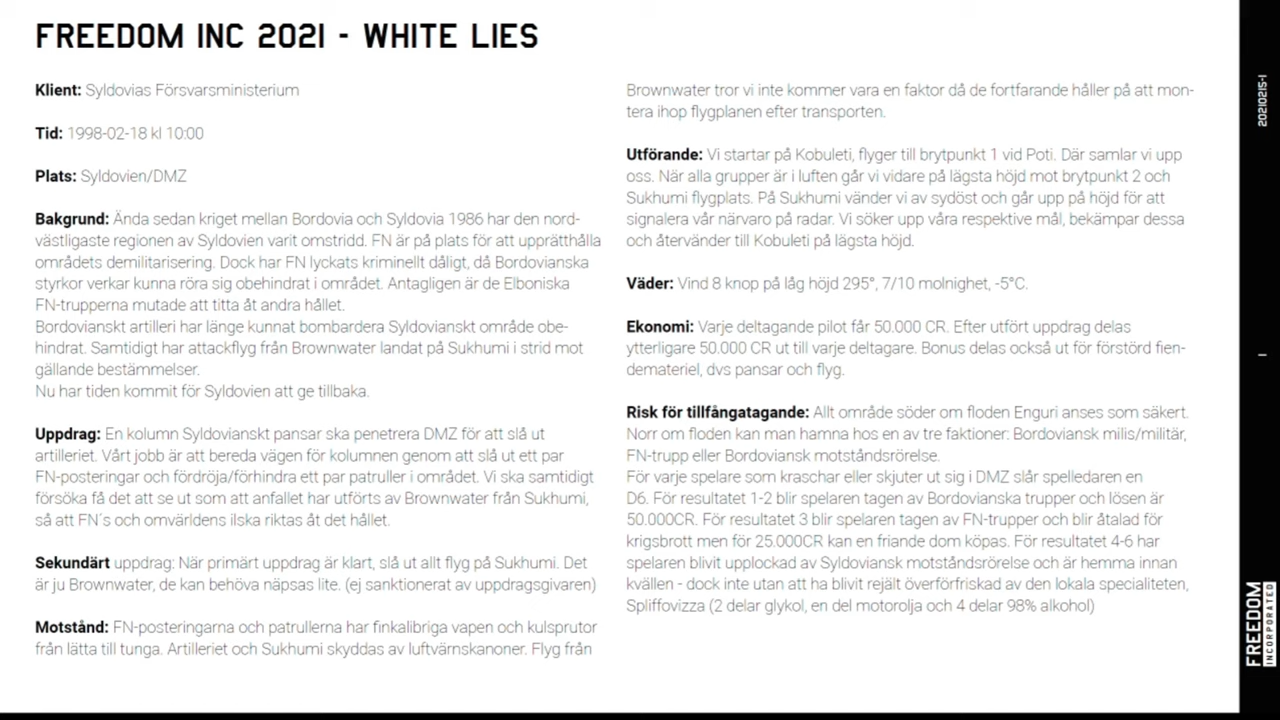 FREEDOM INC 2021 - WHITE LIES
Klient: Syldovias Försvarsministerium
Tid: 1998-02-18 kl 10:00
Plats: Syldovien/DMZ
Bakgrund: Ända sedan kriget mellan Bordovia och Syldovia 1986 har den nord-
västligaste regionen av Syldovien varit omstridd. FN är på plats för att upprätthålla
områdets demilitarisering. Dock har FN lyckats kriminellt dåligt, då Bordovianska
styrkor verkar kunna röra sig obehindrat i området. Antagligen är de Elboniska
FN-trupperna mutade att titta åt andra hållet.
Bordovianskt artilleri har länge kunnat bombardera Syldovianskt område obe-
hindrat. Samtidigt har attackflyg från Brownwater landat på Sukhumi i strid mot
gällande bestämmelser.
Nu har tiden kommit för Syldovien att ge tillbaka.
Uppdrag: En kolumn Syldovianskt pansar ska penetrera DMZ för att slå ut
artilleriet. Vårt jobb är att bereda vägen för kolumnen genom att slå ut ett par
FN-posteringar och fördröja/förhindra ett par patruller i området. Vi ska samtidigt
försöka få det att se ut som att anfallet har utförts av Brownwater från Sukhumi,
så att FN´s och omvärldens ilska riktas åt det hållet.
Sekundärt uppdrag: När primärt uppdrag är klart, slå ut allt flyg på Sukhumi. Det
är ju Brownwater, de kan behöva näpsas lite. (ej sanktionerat av uppdragsgivaren)
Motstånd: FN-posteringarna och patrullerna har finkalibriga vapen och kulsprutor
från lätta till tunga. Artilleriet och Sukhumi skyddas av luftvärnskanoner. Flyg från
Brownwater tror vi inte kommer vara en faktor då de fortfarande håller på att mon-
tera ihop flygplanen efter transporten.
Utförande: Vi startar på Kobuleti, flyger till brytpunkt 1 vid Poti. Där samlar vi upp
oss. När alla grupper är i luften går vi vidare på lägsta höjd mot brytpunkt 2 och
Sukhumi flygplats. På Sukhumi vänder vi av sydöst och går upp på höjd för att
signalera vår närvaro på radar. Vi söker upp våra respektive mål, bekämpar dessa
och återvänder till Kobuleti på lägsta höjd.
Väder: Vind 8 knop på låg höjd 295°, 7/10 molnighet, -5°C.
Ekonomi: Varje deltagande pilot får 50.000 CR. Efter utfört uppdrag delas
ytterligare 50.000 CR ut till varje deltagare. Bonus delas också ut för förstörd fien-
demateriel, dvs pansar och flyg.
Risk för tillfångatagande: Allt område söder om floden Enguri anses som säkert.
Norr om floden kan man hamna hos en av tre faktioner: Bordoviansk milis/militär,
FN-trupp eller Bordoviansk motståndsrörelse.
För varje spelare som kraschar eller skjuter ut sig i DMZ slår spelledaren en
D6. För resultatet 1-2 blir spelaren tagen av Bordovianska trupper och lösen är
50.000CR. För resultatet 3 blir spelaren tagen av FN-trupper och blir åtalad för
krigsbrott men för 25.000CR kan en friande dom köpas. För resultatet 4-6 har
spelaren blivit upplockad av Syldoviansk motståndsrörelse och är hemma innan
kvällen - dock inte utan att ha blivit rejält överförfriskad av den lokala specialiteten,
Spliffovizza (2 delar glykol, en del motorolja och 4 delar 98% alkohol)
20210215-1
1
FREEDOM
INCORPORATED